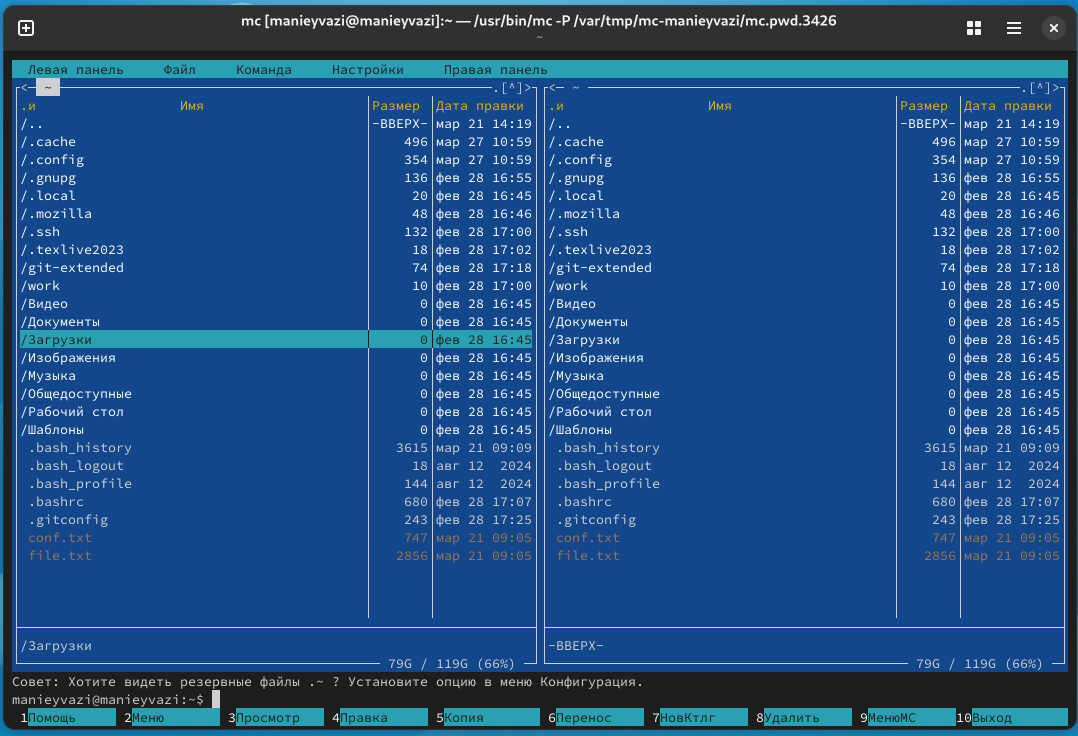 mc [manieyvazi@manieyvazi]:~ — /usr/bin/mc -P /var/tmp/mc-manieyvazi/mc.pwd.3426
~
Левая панель Файл Команда Настройки Правая панель
<─ ~ .[^]> <─ ~ .[^]>
.и Имя Размер Дата правки .и Имя Размер Дата правки
/.. -ВВЕРХ- мар 21 14:19 /.. -ВВЕРХ- мар 21 14:19
/.cache 496 мар 27 10:59 /.cache 496 мар 27 10:59
/.config 354 мар 27 10:59 /.config 354 мар 27 10:59
/.gnupg 136 фев 28 16:55 /.gnupg 136 фев 28 16:55
/.local 20 фев 28 16:45 /.local 20 фев 28 16:45
/.mozilla 48 фев 28 16:46 /.mozilla 48 фев 28 16:46
/.ssh 132 фев 28 17:00 /.ssh 132 фев 28 17:00
/.texlive2023 18 фев 28 17:02 /.texlive2023 18 фев 28 17:02
/git-extended 74 фев 28 17:18 /git-extended 74 фев 28 17:18
/work 10 фев 28 17:00 /work 10 фев 28 17:00
/Видео 0 фев 28 16:45 /Видео 0 фев 28 16:45
/Документы 0 фев 28 16:45 /Документы 0 фев 28 16:45
/Загрузки 0 фев 28 16:45 /Загрузки 0 фев 28 16:45
/Изображения 0 фев 28 16:45 /Изображения 0 фев 28 16:45
/Музыка 0 фев 28 16:45 /Музыка 0 фев 28 16:45
/Общедоступные 0 фев 28 16:45 /Общедоступные 0 фев 28 16:45
/Рабочий стол 0 фев 28 16:45 /Рабочий стол 0 фев 28 16:45
/Шаблоны 0 фев 28 16:45 /Шаблоны 0 фев 28 16:45
.bash_history 3615 мар 21 09:09 .bash_history 3615 мар 21 09:09
.bash_logout 18 авг 12 2024 .bash_logout 18 авг 12 2024
.bash_profile 144 авг 12 2024 .bash_profile 144 авг 12 2024
.bashrc 680 фев 28 17:07 .bashrc 680 фев 28 17:07
.gitconfig 243 фев 28 17:25 .gitconfig 243 фев 28 17:25
conf.txt 747 мар 21 09:05 conf.txt 747 мар 21 09:05
file.txt 2856 мар 21 09:05 file.txt 2856 мар 21 09:05
/Загрузки -ВВЕРХ-
79G / 119G (66%) 79G / 119G (66%)
Совет: Хотите видеть резервные файлы .~ ? Установите опцию в меню Конфигурация.
manieyvazi@manieyvazi:~$
1Помощь 2Меню 3Просмотр 4Правка 5Копия 6Перенос 7НовКтлг 8Удалить 9МенюМС 10Выход